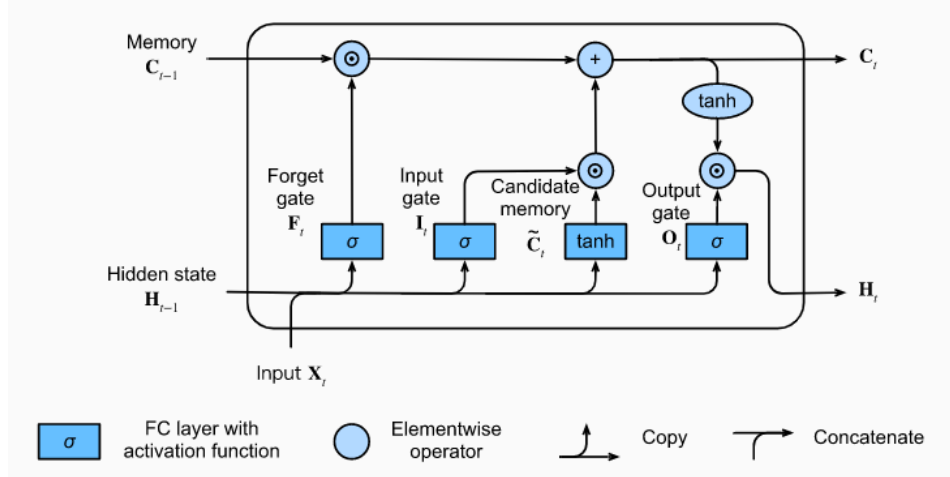 Memory
C_{t−1}
⊙
+
C_t
tanh
Forget
gate
F_t
Input
gate
I_t
Candidate
memory
C̃_t
⊙
Output
gate
O_t
⊙
σ
σ
tanh
σ
Hidden state
H_{t−1}
H_t
Input X_t
σ
FC layer with
activation function
Elementwise
operator
Copy
Concatenate